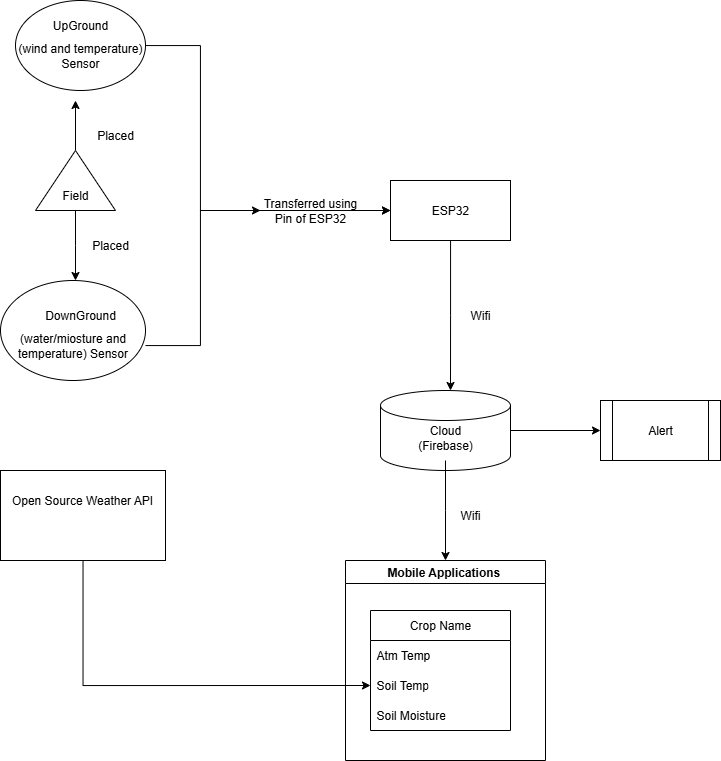 UpGround
(wind and temperature)
Sensor
Placed
Field
Placed
DownGround
(water/miosture and
temperature) Sensor
Transferred using
Pin of ESP32
ESP32
Wifi
Cloud
(Firebase)
Alert
Open Source Weather API
Wifi
Mobile Applications
Crop Name
Atm Temp
Soil Temp
Soil Moisture